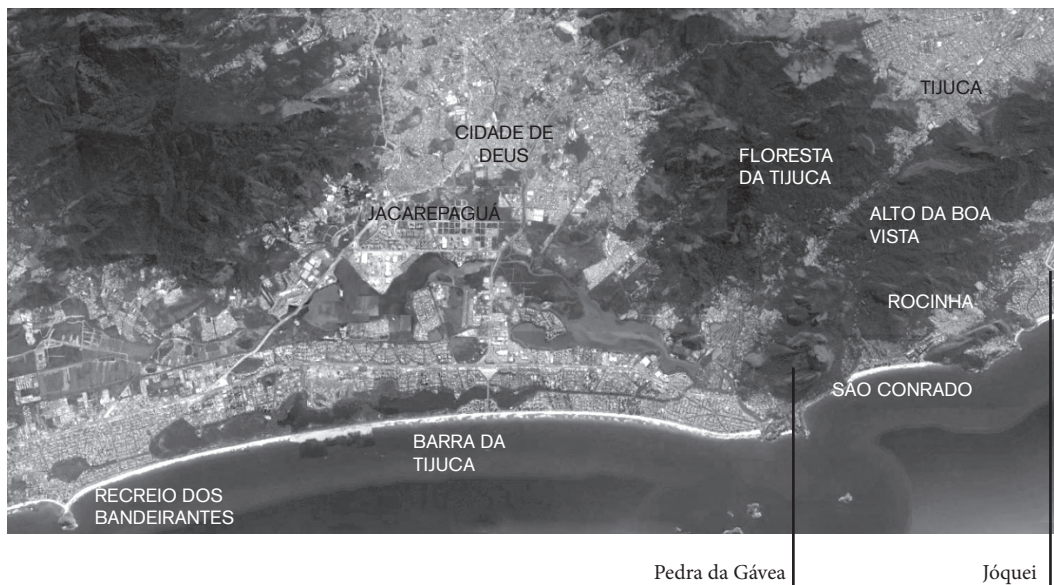 TIJUCA
CIDADE DE
DEUS
FLORESTA
DA TIJUCA
JACAREPAGUÁ
ALTO DA BOA
VISTA
ROCINHA
SÃO CONRADO
BARRA DA
TIJUCA
RECREIO DOS
BANDEIRANTES
Pedra da Gávea
Jóquei